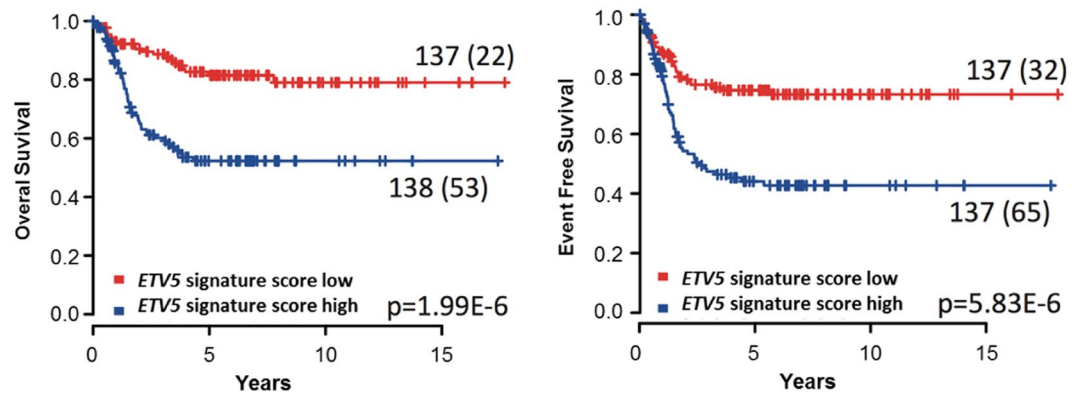 Overal Suvival
1.0
0.8
0.6
0.4
0.2
0.0
137 (22)
138 (53)
ETV5 signature score low
ETV5 signature score high
p=1.99E-6
0 5 10 15
Years
Event Free Suvival
1.0
0.8
0.6
0.4
0.2
0.0
137 (32)
137 (65)
ETV5 signature score low
ETV5 signature score high
p=5.83E-6
0 5 10 15
Years